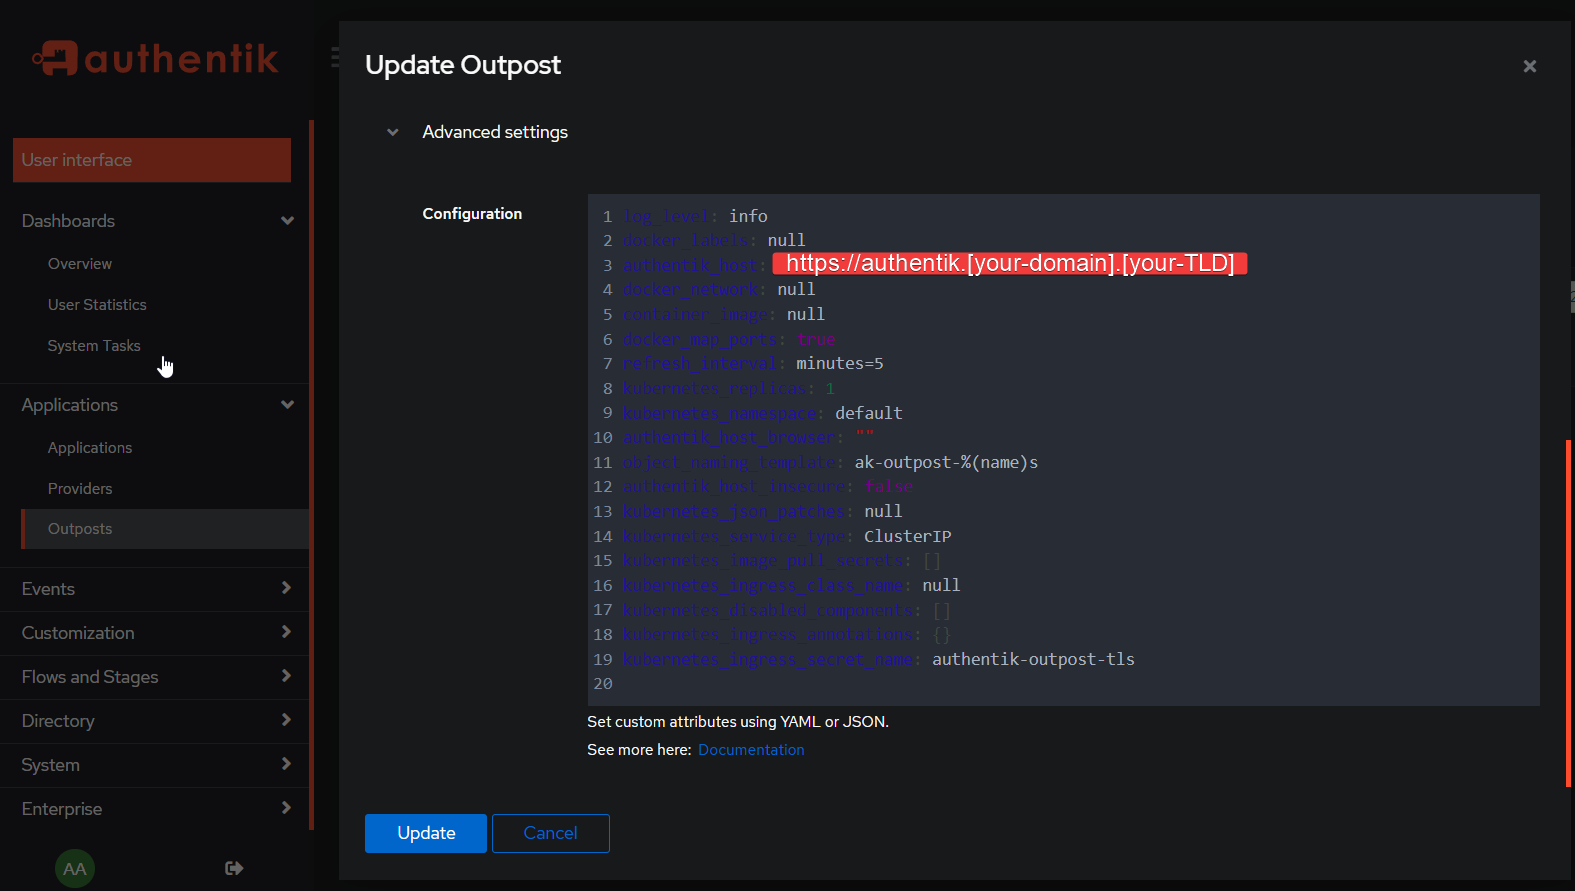 authentik
Update Outpost
Advanced settings
User interface
Dashboards
Overview
User Statistics
System Tasks
Applications
Applications
Providers
Outposts
Events
Customization
Flows and Stages
Directory
System
Enterprise
AA
Configuration
1 log_level: info
2 docker_labels: null
3 authentik_host: https://authentik.[your-domain].[your-TLD]
4 docker_network: null
5 container_image: null
6 docker_map_ports: true
7 refresh_interval: minutes=5
8 kubernetes_replicas: 1
9 kubernetes_namespace: default
10 authentik_host_browser: ""
11 object_naming_template: ak-outpost-%(name)s
12 authentik_host_insecure: false
13 kubernetes_json_patches: null
14 kubernetes_service_type: ClusterIP
15 kubernetes_image_pull_secrets: []
16 kubernetes_ingress_class_name: null
17 kubernetes_disabled_components: []
18 kubernetes_ingress_annotations: {}
19 kubernetes_ingress_secret_name: authentik-outpost-tls
20
Set custom attributes using YAML or JSON.
See more here: Documentation
Update
Cancel